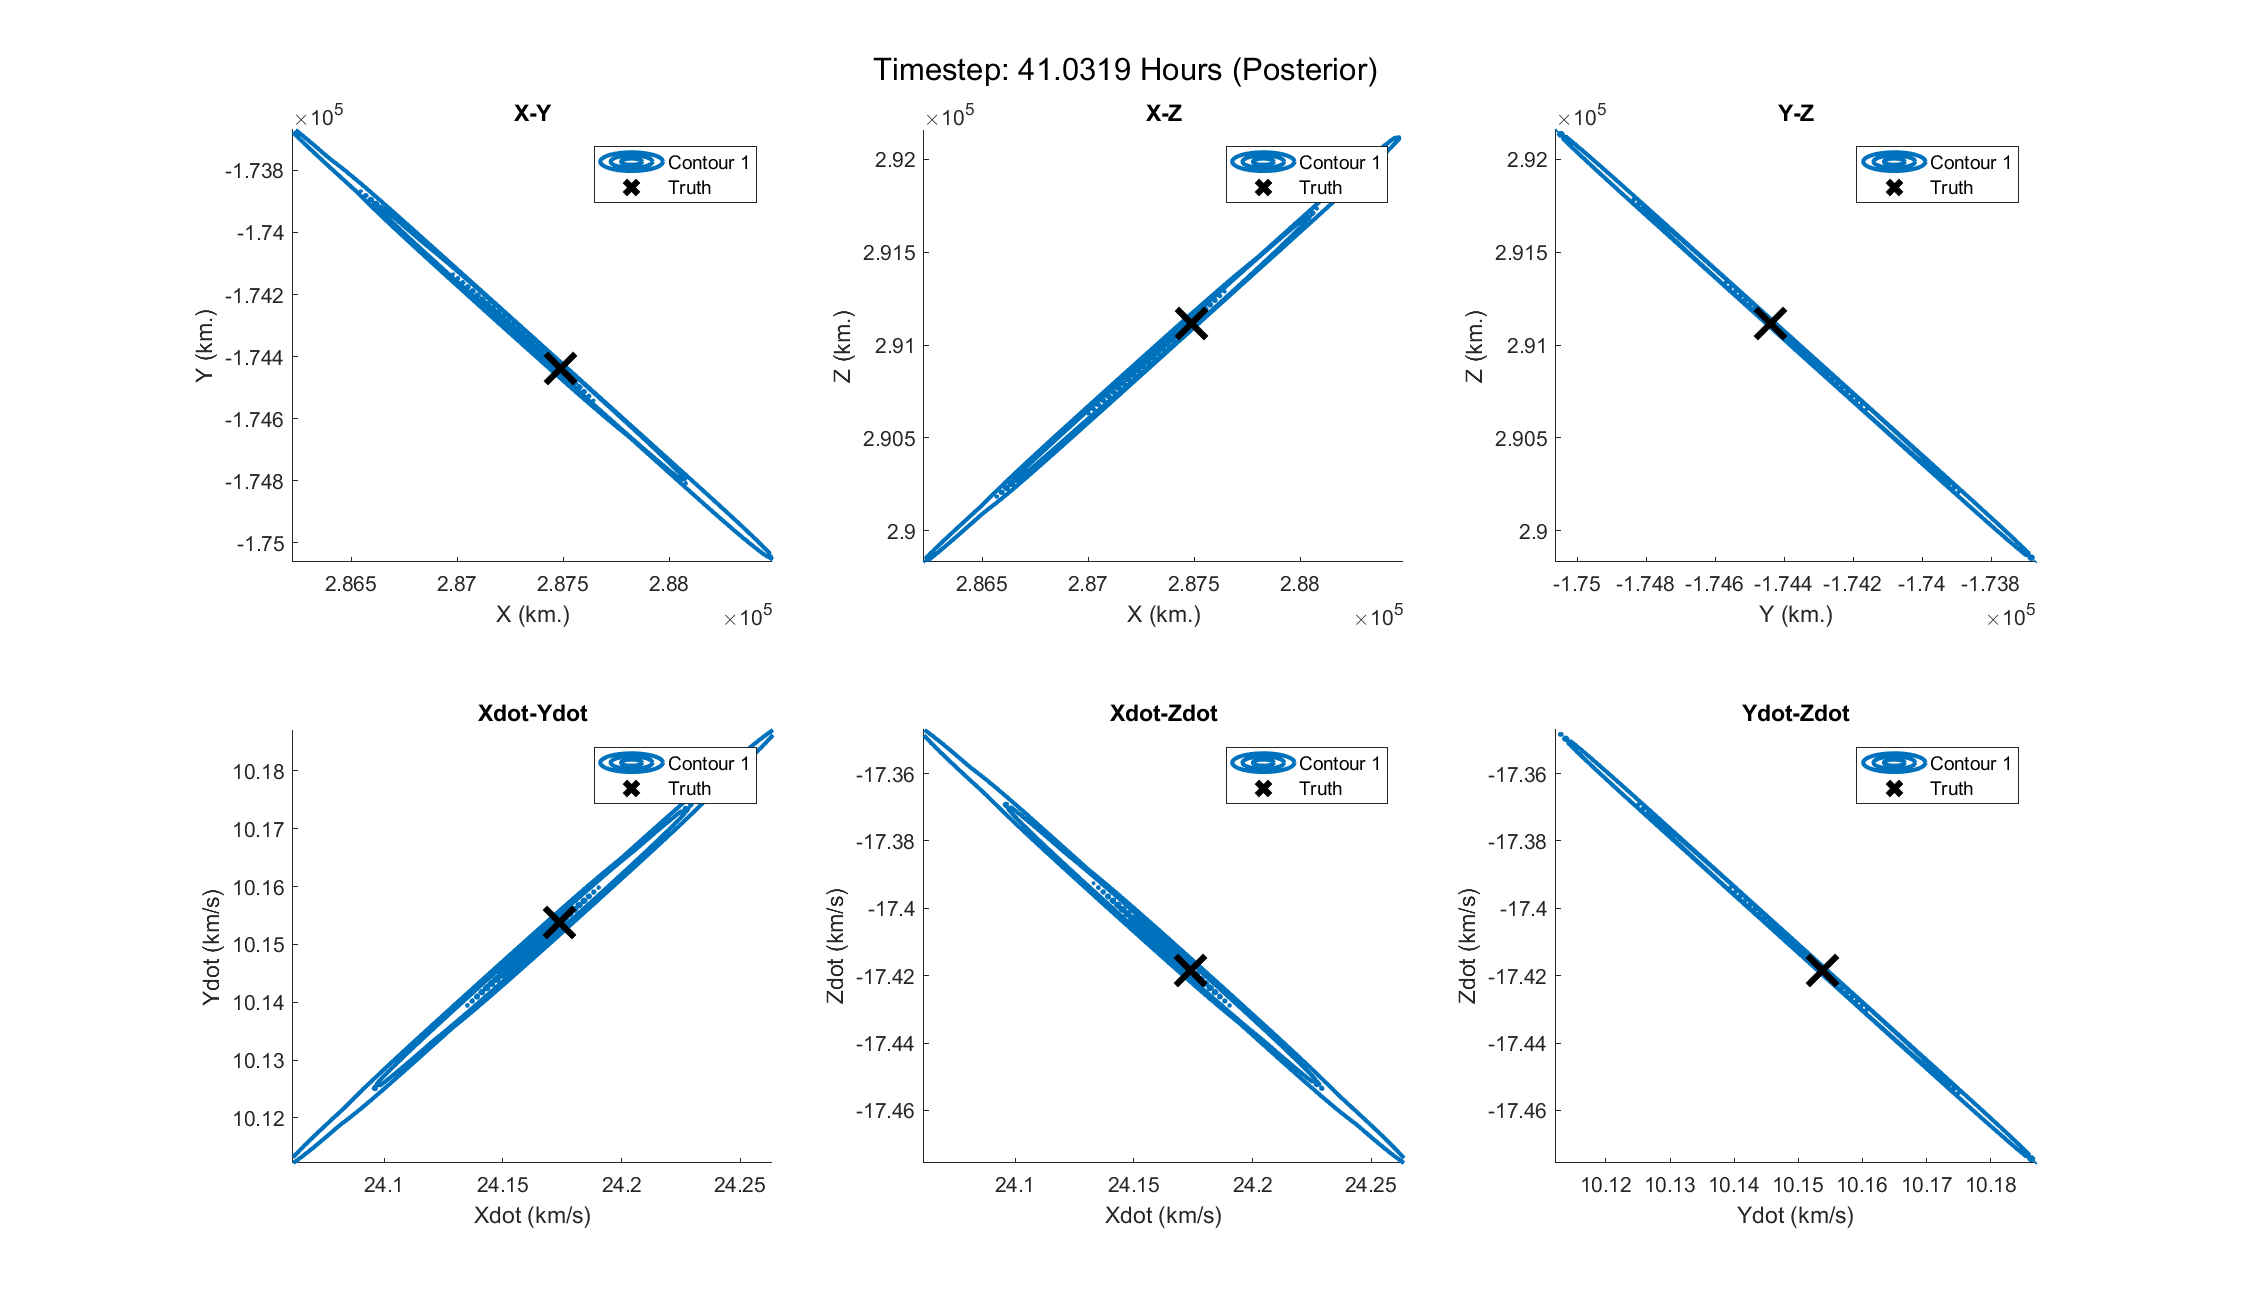 Timestep: 41.0319 Hours (Posterior)
X-Y
×10^5
Contour 1
Truth
-1.738
-1.74
-1.742
-1.744
-1.746
-1.748
-1.75
Y (km.)
2.865 2.87 2.875 2.88
X (km.)
×10^5
X-Z
×10^5
Contour 1
Truth
2.92
2.915
2.91
2.905
2.9
Z (km.)
2.865 2.87 2.875 2.88
X (km.)
×10^5
Y-Z
×10^5
Contour 1
Truth
2.92
2.915
2.91
2.905
2.9
Z (km.)
-1.75 -1.748 -1.746 -1.744 -1.742 -1.74 -1.738
Y (km.)
×10^5
Xdot-Ydot
Contour 1
Truth
10.18
10.17
10.16
10.15
10.14
10.13
10.12
Ydot (km/s)
24.1 24.15 24.2 24.25
Xdot (km/s)
Xdot-Zdot
Contour 1
Truth
-17.36
-17.38
-17.4
-17.42
-17.44
-17.46
Zdot (km/s)
24.1 24.15 24.2 24.25
Xdot (km/s)
Ydot-Zdot
Contour 1
Truth
-17.36
-17.38
-17.4
-17.42
-17.44
-17.46
Zdot (km/s)
10.12 10.13 10.14 10.15 10.16 10.17 10.18
Ydot (km/s)